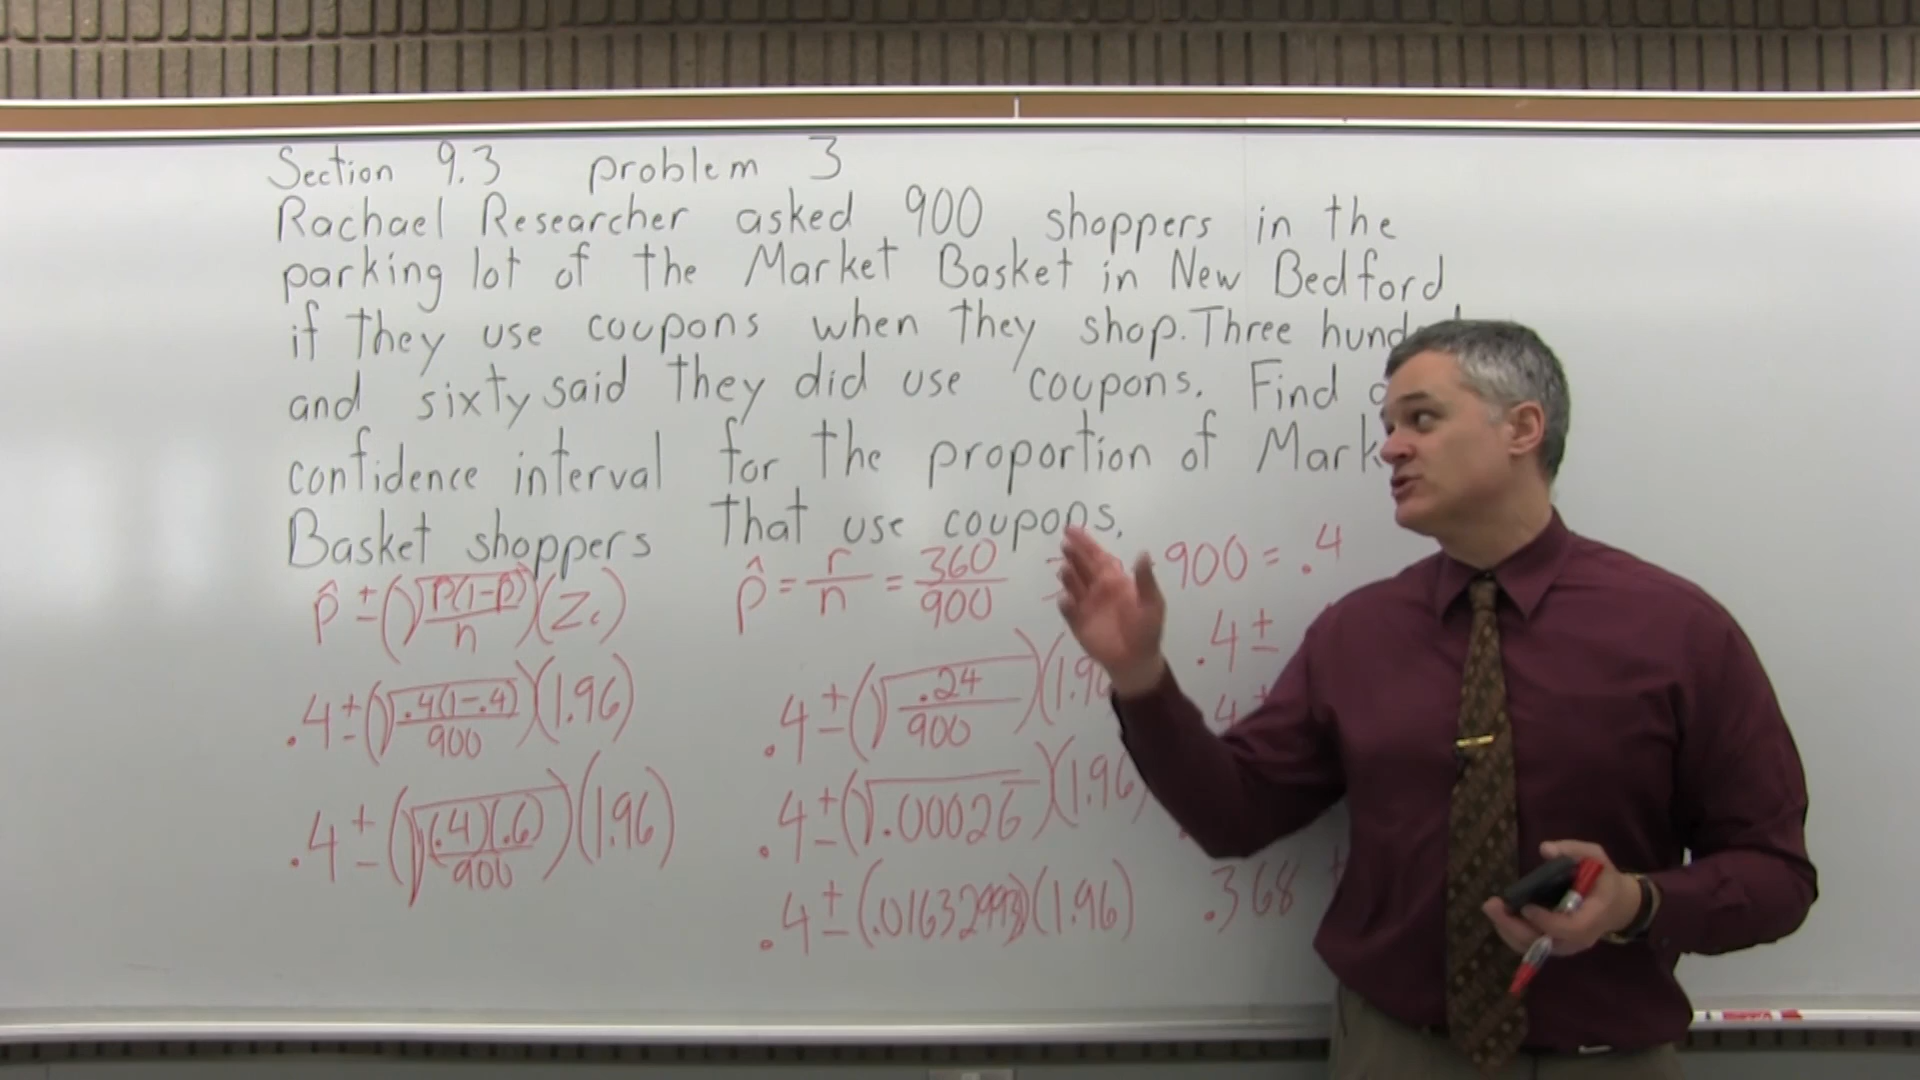 Section 9.3 problem 3
Rachael Researcher asked 900 shoppers in the
parking lot of the Market Basket in New Bedford
if they use coupons when they shop. Three
and sixty said they did use coupons. Find
confidence interval for the proportion of
Basket shoppers that use coupons.
p̂ ± (√(p(1-p)/n))(Zc)
p̂ = r/n = 360/900
900 = .4
.4 ± (√(.4(1-.4)/900))(1.96)
.4 ± (√((.4)(.6)/900))(1.96)
.4 ± (√(.24/900))
.4 ± (√.00026̅)(1.96
.4 ± (.01632993)(1.96)
.4 ±
.4 ±
.368